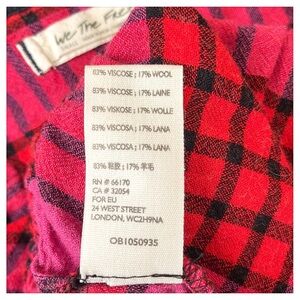 We The Free
83% VISCOSE ; 17% WOOL
83% VISCOSE ; 17% LAINE
83% VISKOSE ; 17% WOLLE
83% VISCOSA ; 17% LANA
83% VISCOSA ; 17% LANA
83% 粘胶 ; 17% 羊毛
RN # 66170
CA # 32054
FOR EU
24 WEST STREET
LONDON, WC2H9NA
OB1050935